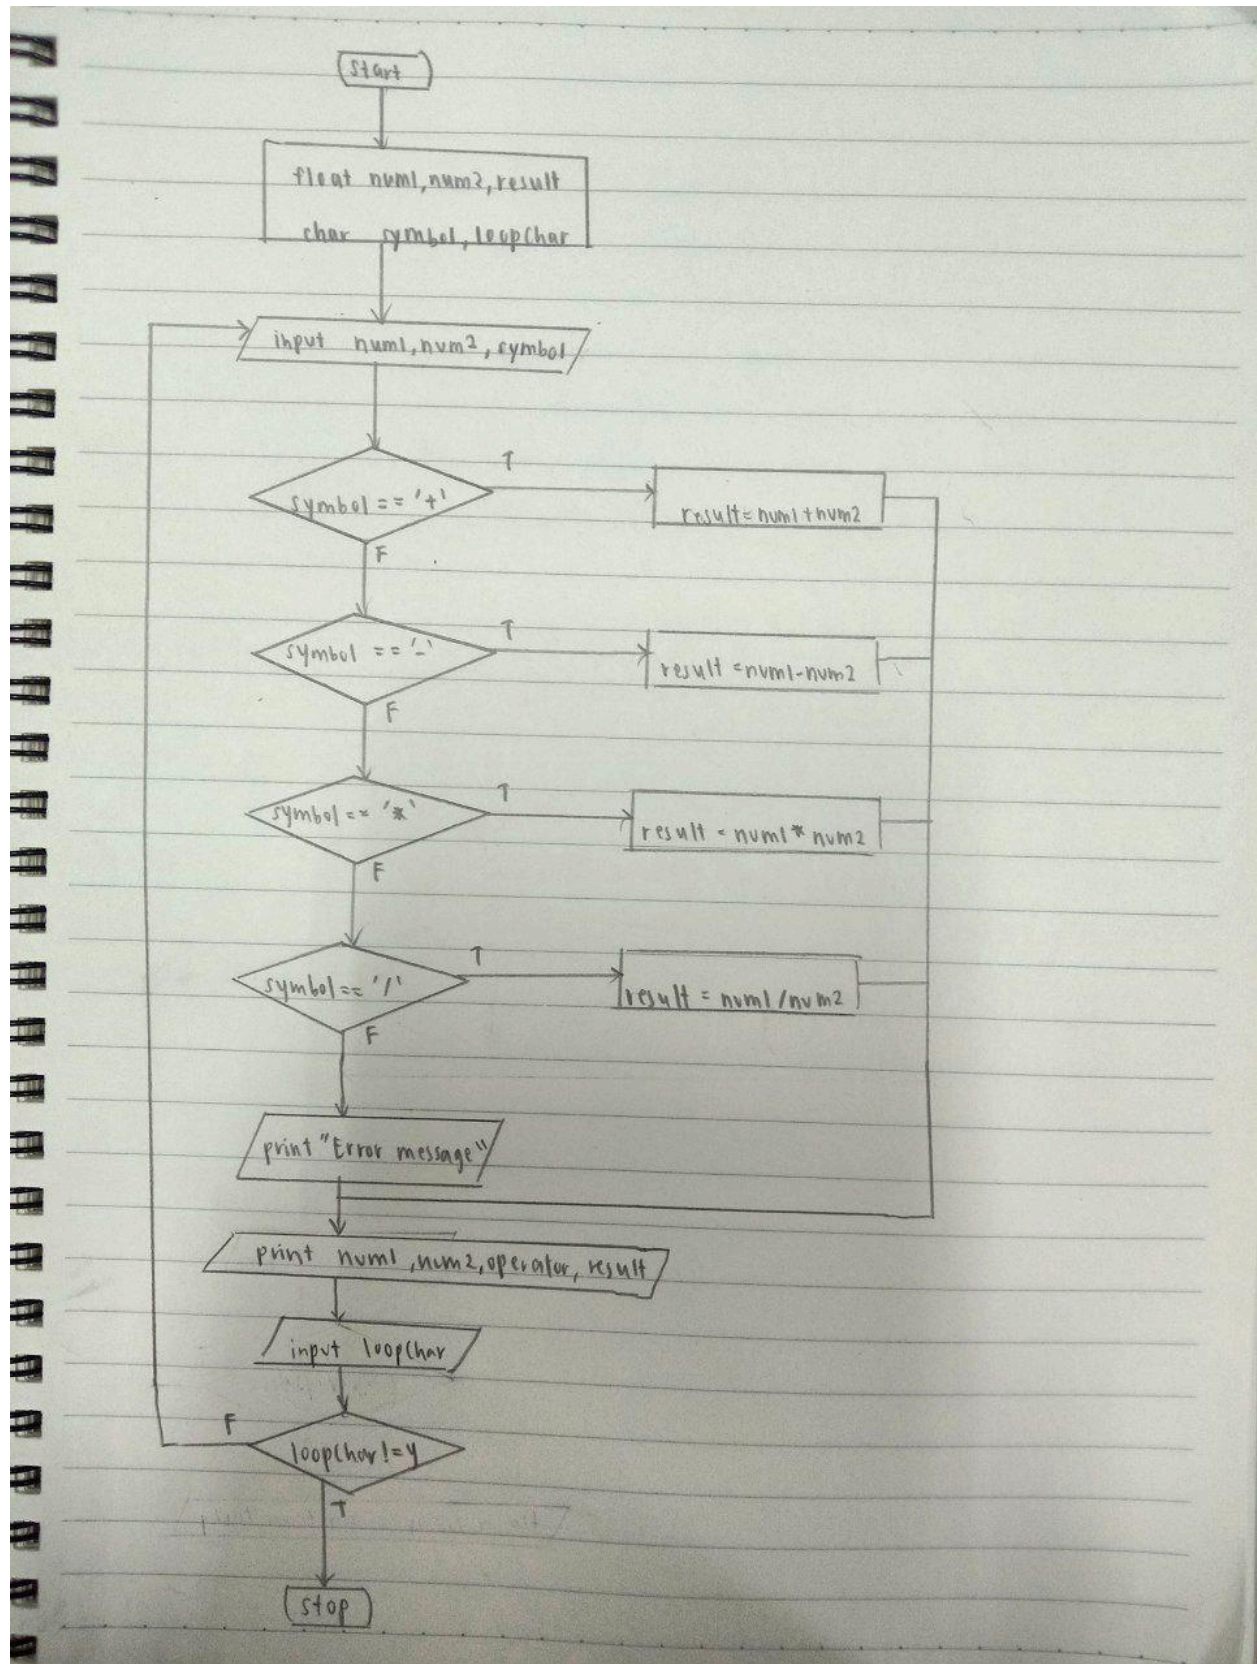 start
float num1,num2,result
char symbol,loopChar
input num1,num2,symbol
symbol == '+'
T
result=num1+num2
F
symbol == '-'
T
result=num1-num2
F
symbol == '*'
T
result = num1 * num2
F
symbol == '/'
T
result = num1/num2
F
print "Error message"
print num1,num2,operator,result
input loopChar
F
loopChar!=y
T
stop